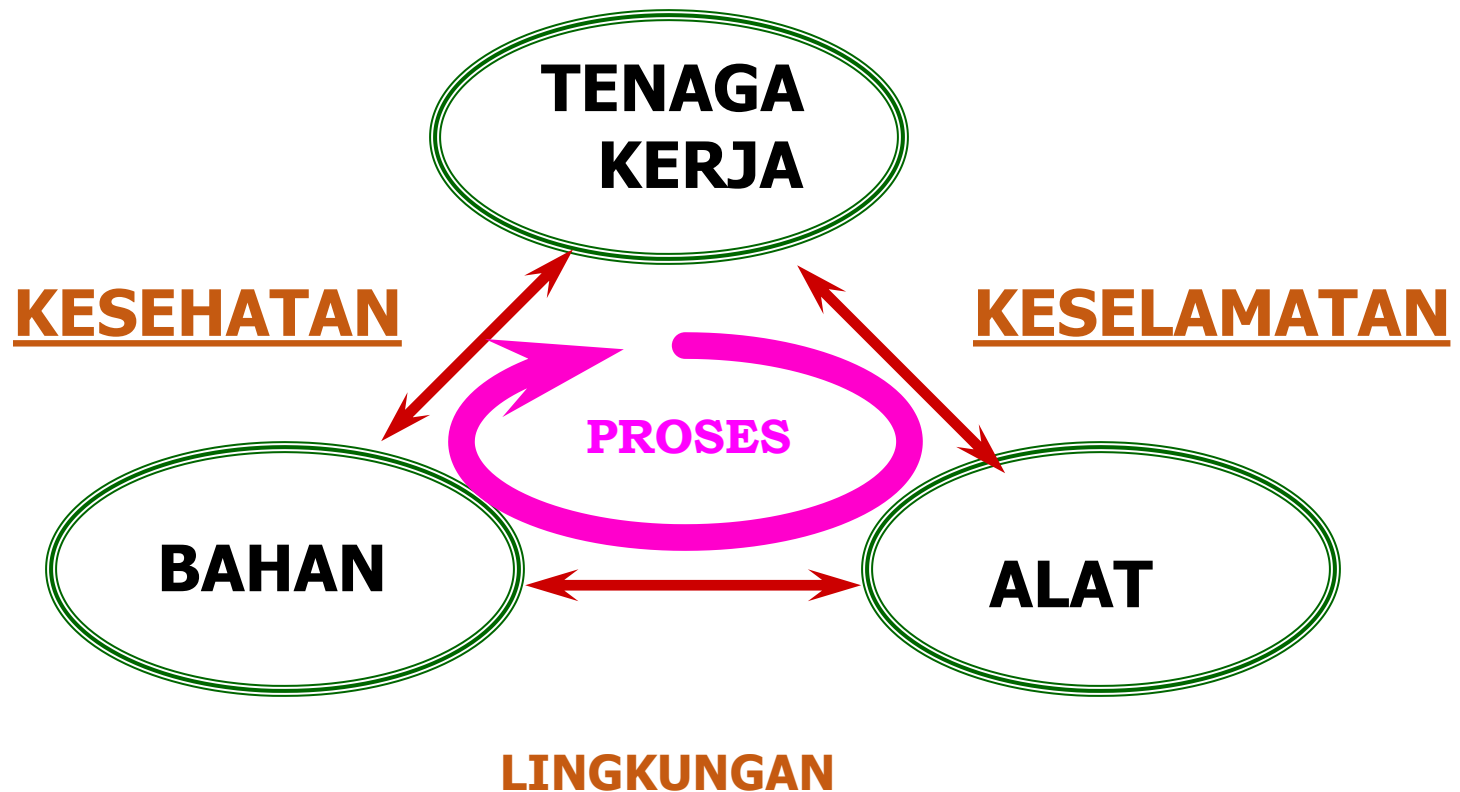 TENAGA
KERJA
KESEHATAN
KESELAMATAN
PROSES
BAHAN
ALAT
LINGKUNGAN